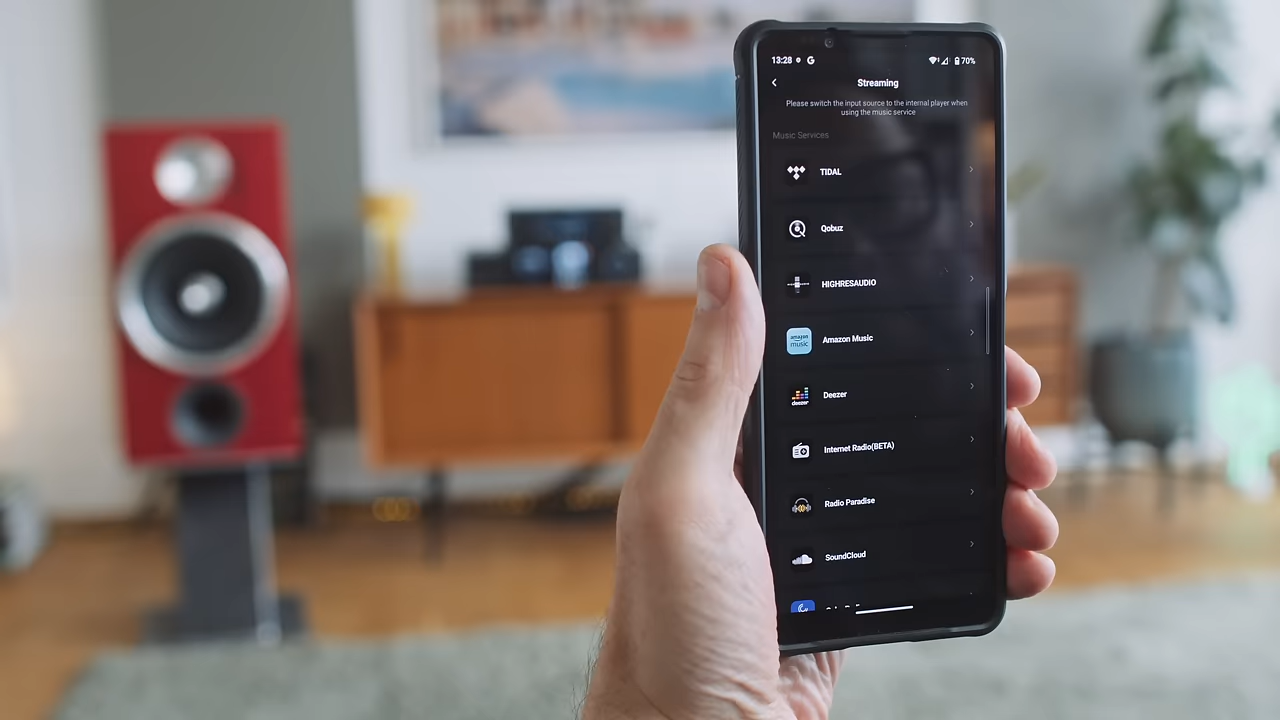 13:28
G
70%
Streaming
Please switch the input source to the internal player when
using the music service
Music Services
TIDAL
Qobuz
HIGHRESAUDIO
amazon
music
Amazon Music
deezer
Deezer
Internet Radio(BETA)
Radio Paradise
SoundCloud